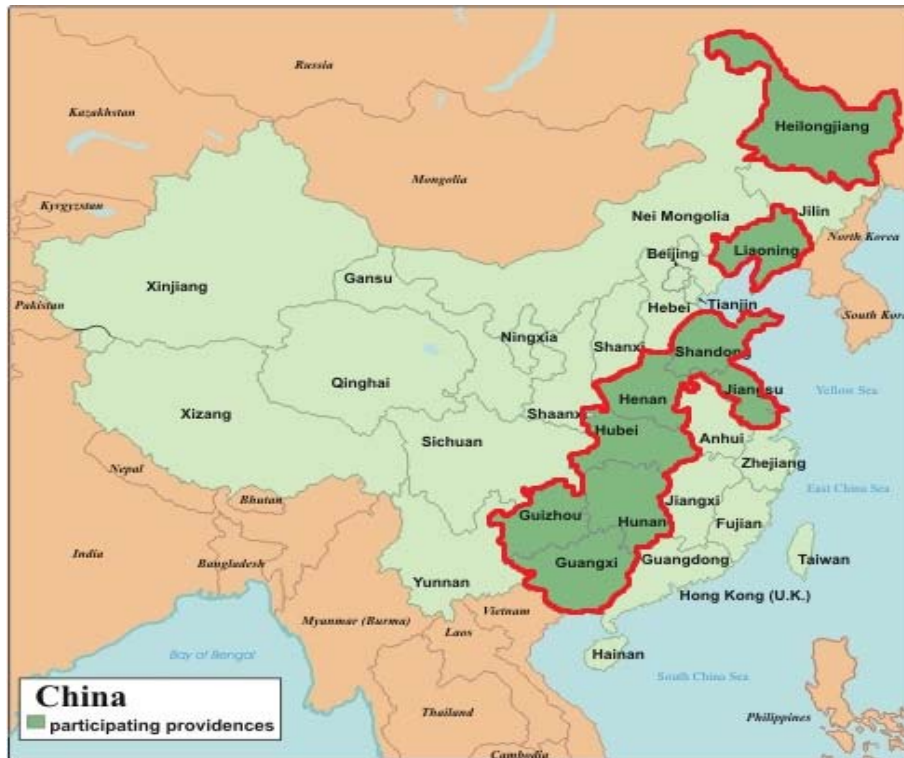 Russia
Kazakhstan
Mongolia
Heilongjiang
Kyrgyzstan
Nei Mongolia
Jilin
North Korea
Liaoning
Beijing
Gansu
Xinjiang
Pakistan
Hebei
Tianjin
South Kore
Ningxia
Shanxi
Shandong
Qinghai
Jiangsu
Yellow Sea
Henan
Xizang
Shaanxi
Hubei
Sichuan
Anhui
Nepal
Zhejiang
East China Sea
Bhutan
Jiangxi
Guizhou
Hunan
Fujian
India
Bangladesh
Guangxi
Guangdong
Taiwan
Yunnan
Hong Kong (U.K.)
Vietnam
Myanmar (Burma)
Laos
Bay of Bengal
Hainan
South China Sea
China
participating providences
Thailand
Philippines
Cambodia